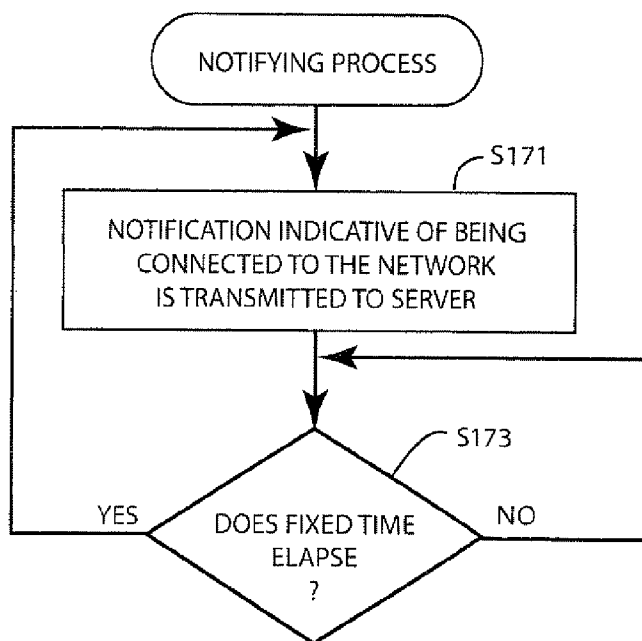 NOTIFYING PROCESS
S171
NOTIFICATION INDICATIVE OF BEING
CONNECTED TO THE NETWORK
IS TRANSMITTED TO SERVER
S173
YES
DOES FIXED TIME
ELAPSE
?
NO